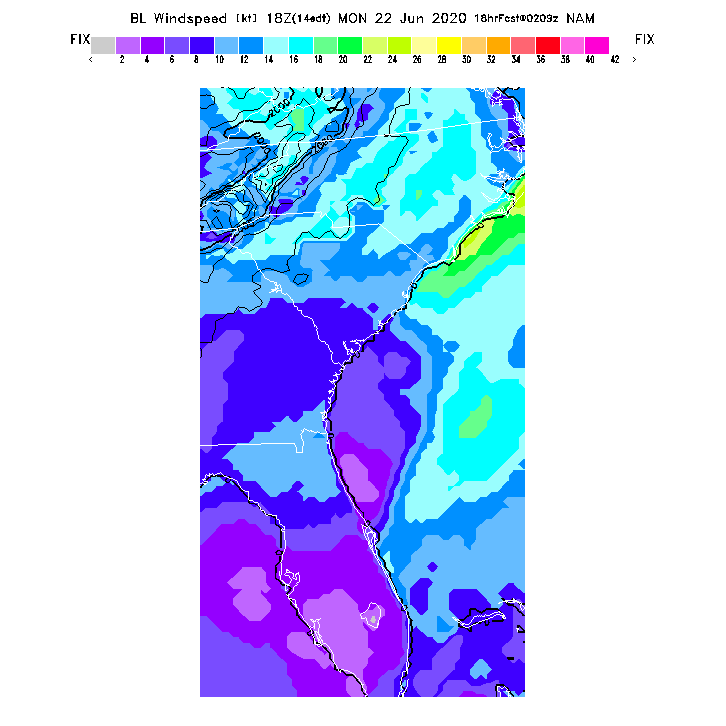 BL Windspeed [kt] 18Z(14edt) MON 22 Jun 2020 18hrFcst@0209z NAM
FIX FIX
< 2 4 6 8 10 12 14 16 18 20 22 24 26 28 30 32 34 36 38 40 42 >
2000